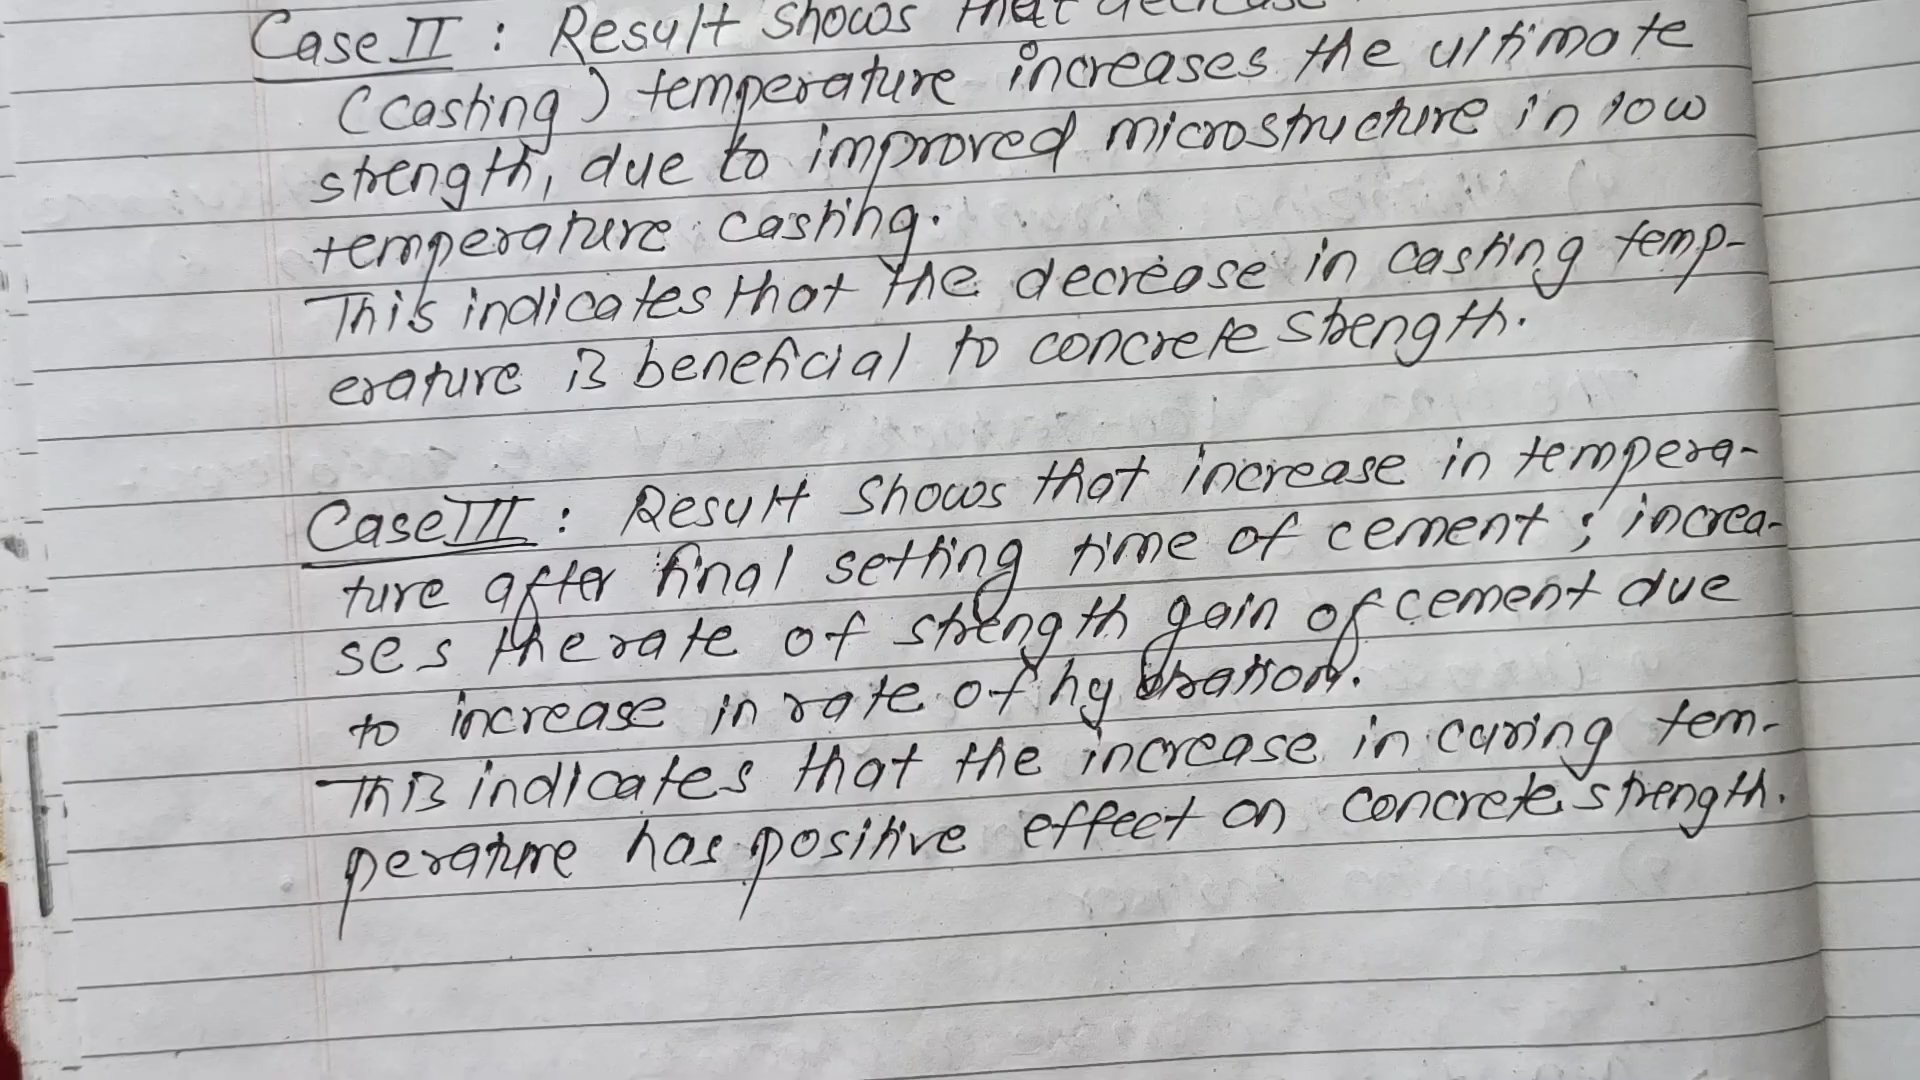 Case II : Result shows that decrease
(casting) temperature increases the ultimate
strength, due to improved microstructure in low
temperature casting.
This indicates that the decrease in casting temp-
erature is beneficial to concrete strength.
Case III : Result shows that increase in tempera-
ture after final setting time of cement ; increa-
ses the rate of strength gain of cement due
to increase in rate of hydration.
This indicates that the increase in curing tem-
perature has positive effect on concrete strength.